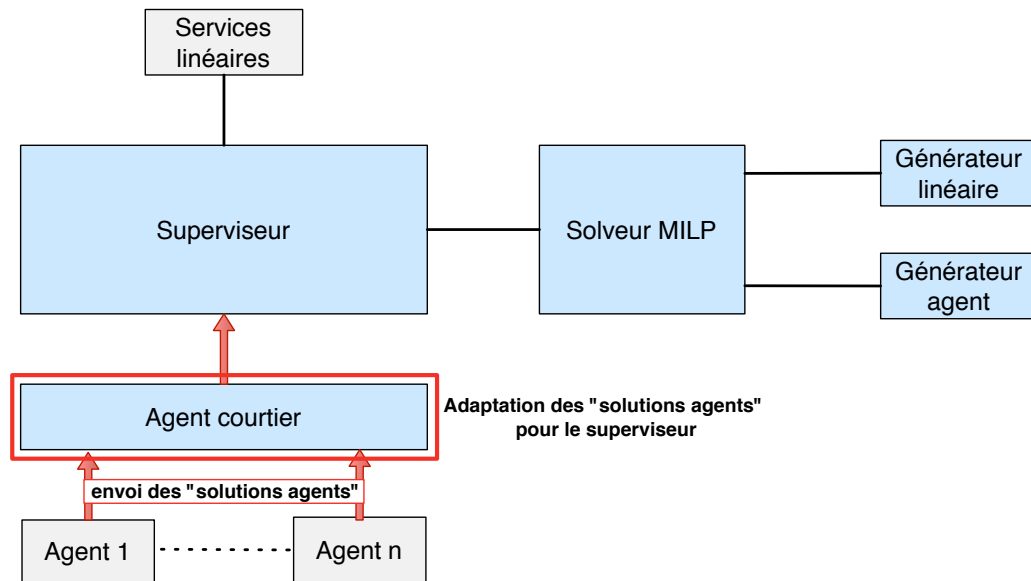 Services
linéaires
Superviseur
Solveur MILP
Générateur
linéaire
Générateur
agent
Agent courtier
Adaptation des "solutions agents"
pour le superviseur
envoi des "solutions agents"
Agent 1
Agent n